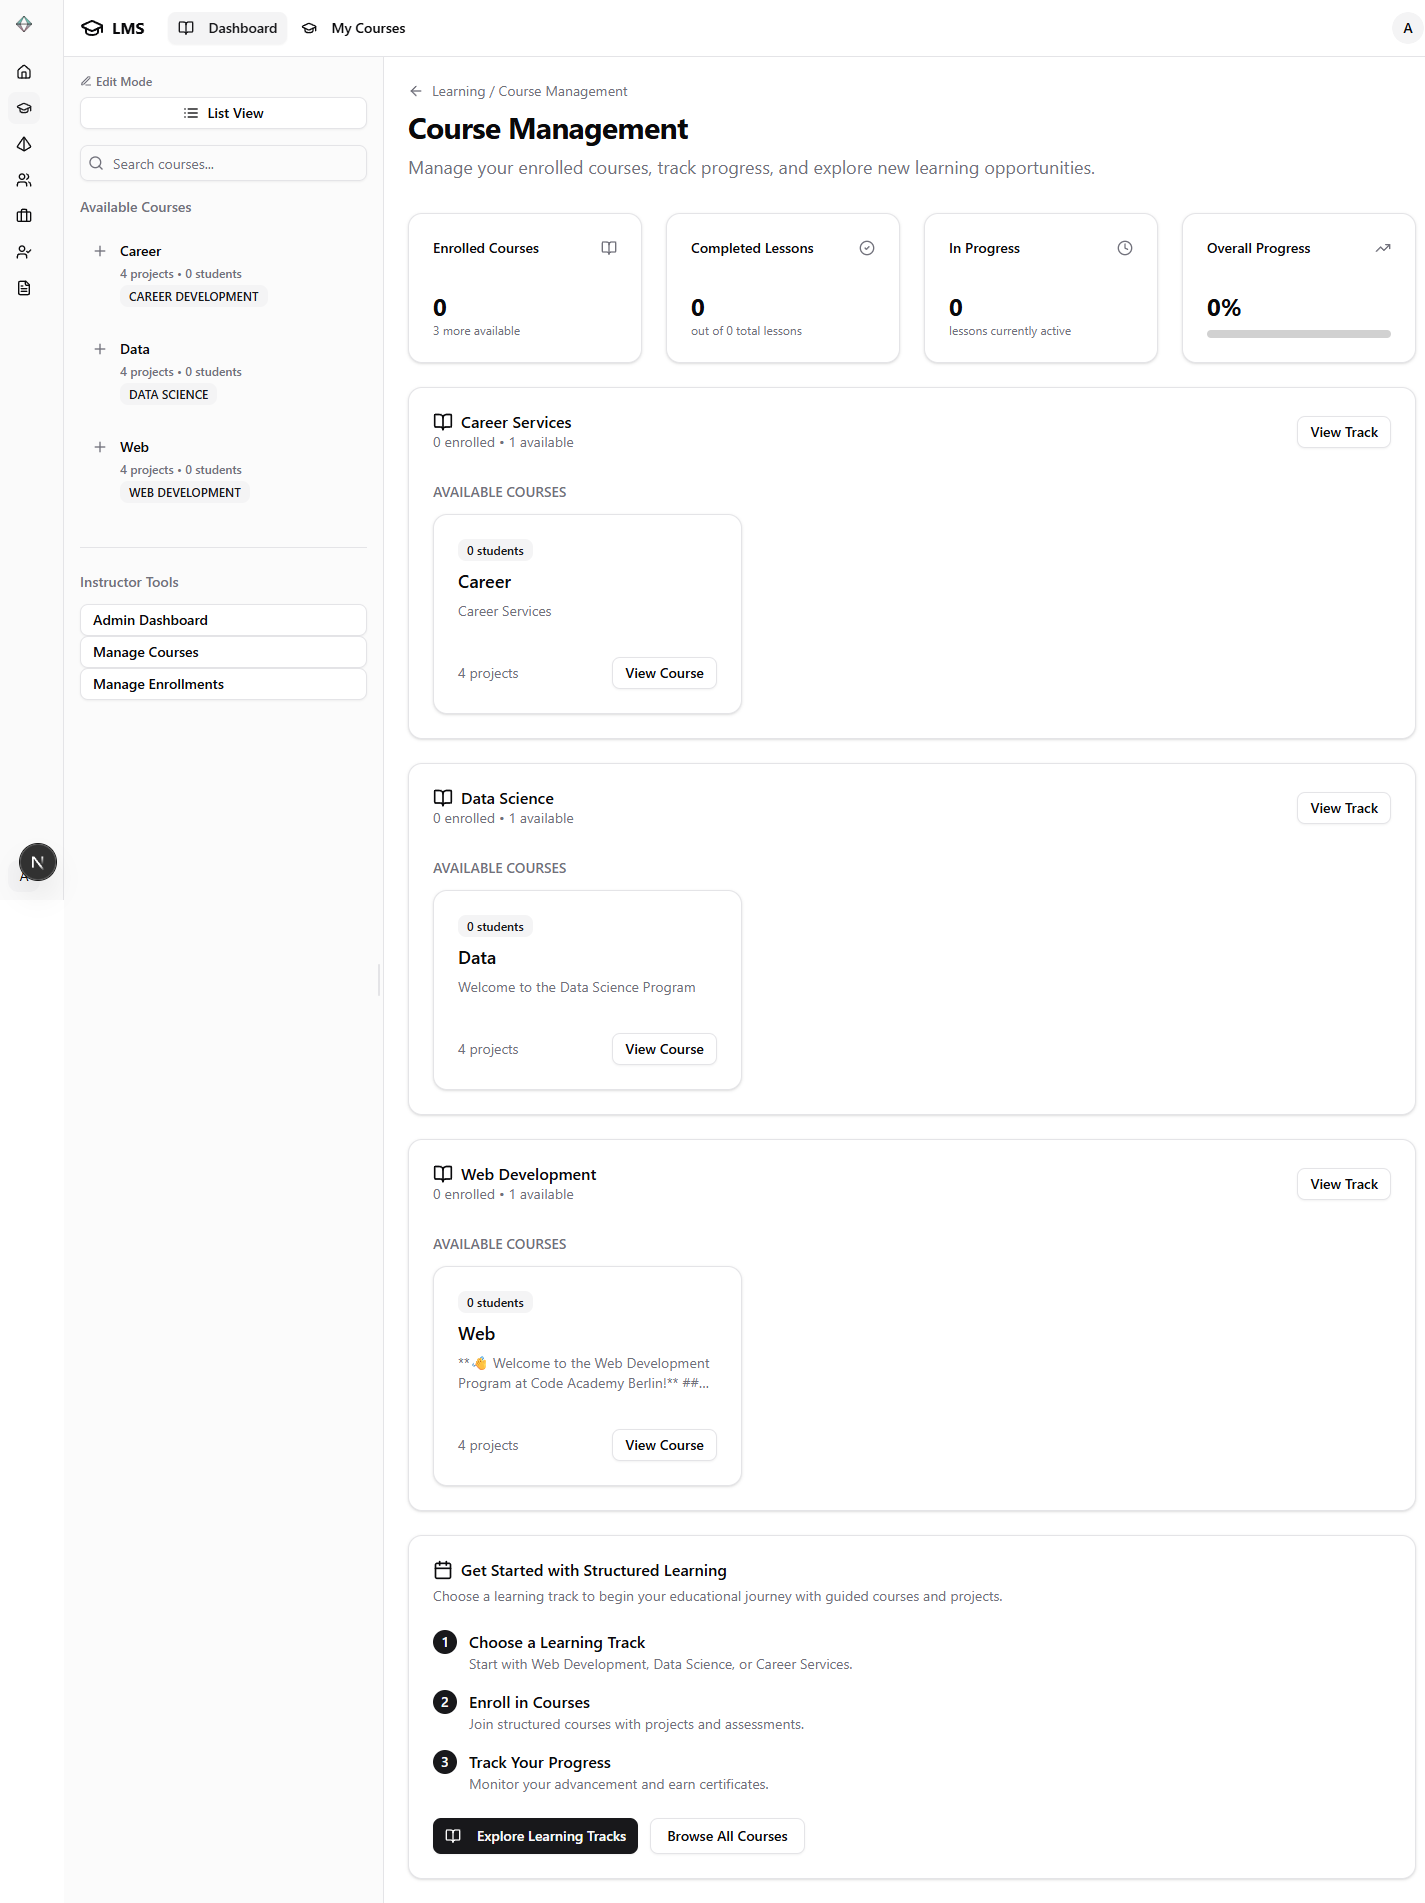 LMS
Dashboard
My Courses
A
Edit Mode
List View
Search courses...
Available Courses
Career
4 projects • 0 students
CAREER DEVELOPMENT
Data
4 projects • 0 students
DATA SCIENCE
Web
4 projects • 0 students
WEB DEVELOPMENT
Instructor Tools
Admin Dashboard
Manage Courses
Manage Enrollments
N
A
Learning / Course Management
Course Management
Manage your enrolled courses, track progress, and explore new learning opportunities.
Enrolled Courses
0
3 more available
Completed Lessons
0
out of 0 total lessons
In Progress
0
lessons currently active
Overall Progress
0%
Career Services
0 enrolled • 1 available
View Track
AVAILABLE COURSES
0 students
Career
Career Services
4 projects
View Course
Data Science
0 enrolled • 1 available
View Track
AVAILABLE COURSES
0 students
Data
Welcome to the Data Science Program
4 projects
View Course
Web Development
0 enrolled • 1 available
View Track
AVAILABLE COURSES
0 students
Web
**👋 Welcome to the Web Development
Program at Code Academy Berlin!** ##...
4 projects
View Course
Get Started with Structured Learning
Choose a learning track to begin your educational journey with guided courses and projects.
1 Choose a Learning Track
Start with Web Development, Data Science, or Career Services.
2 Enroll in Courses
Join structured courses with projects and assessments.
3 Track Your Progress
Monitor your advancement and earn certificates.
Explore Learning Tracks
Browse All Courses